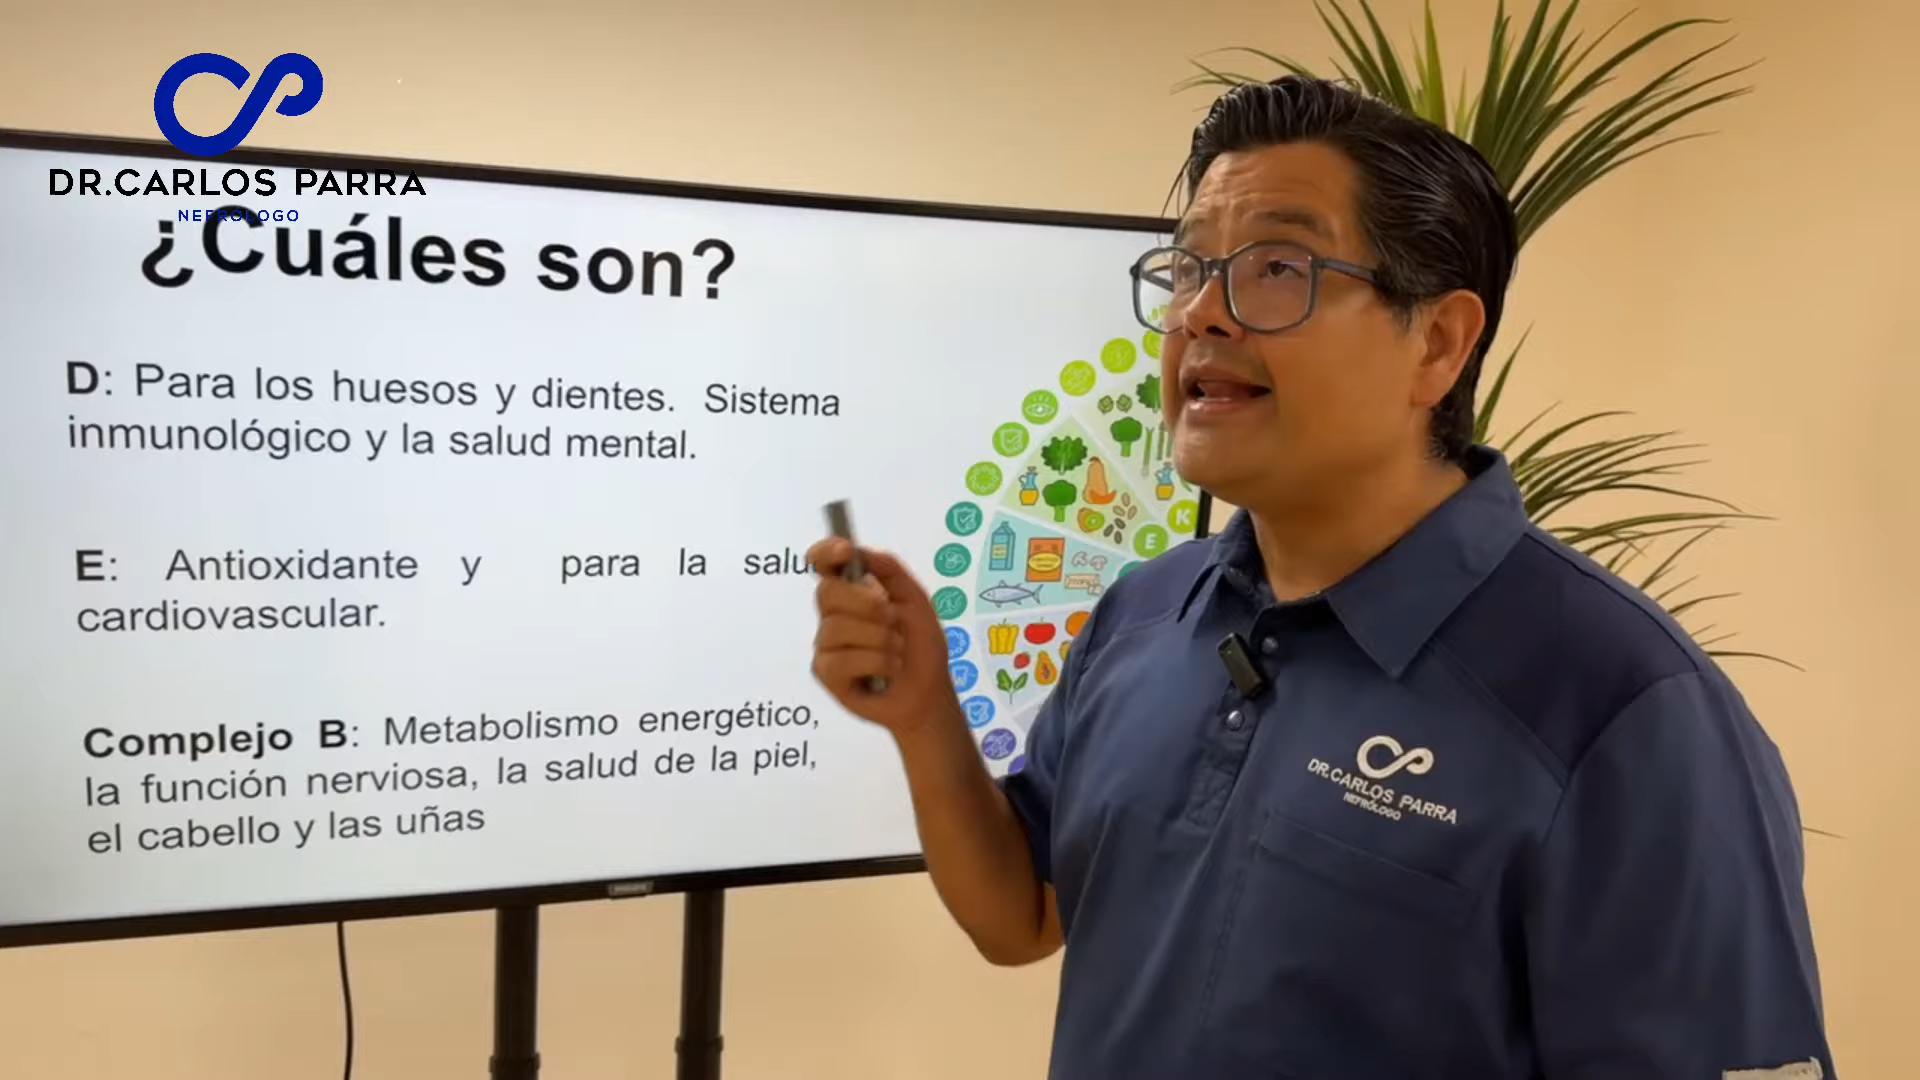 DR.CARLOS PARRA
NEFRÓLOGO
¿Cuáles son?
D: Para los huesos y dientes. Sistema
inmunológico y la salud mental.
E: Antioxidante y para la salu
cardiovascular.
Complejo B: Metabolismo energético,
la función nerviosa, la salud de la piel,
el cabello y las uñas
K
E
DR.CARLOS PARRA
NEFRÓLOGO